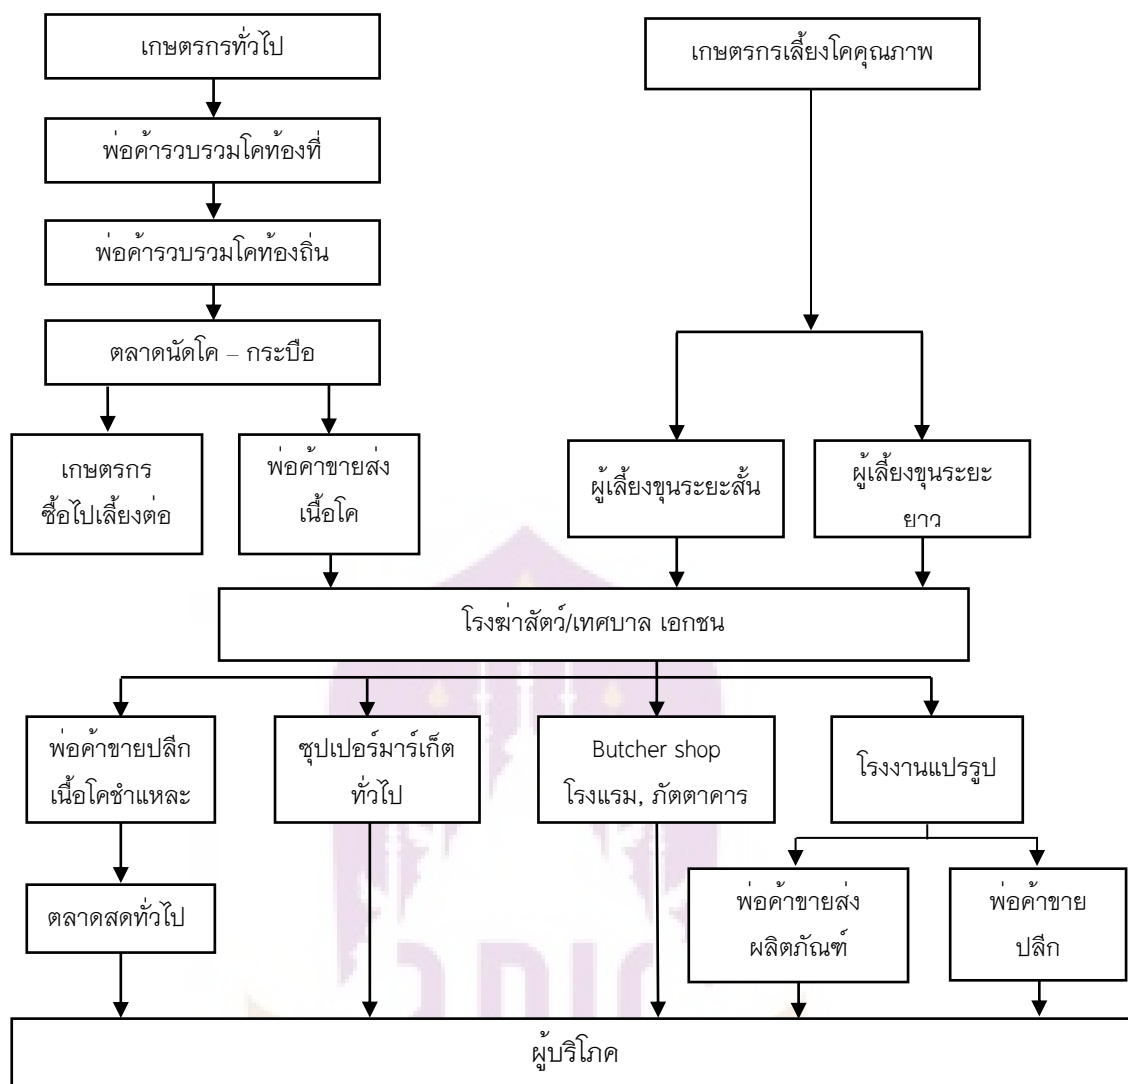 เกษตรกรทั่วไป
เกษตรกรเลี้ยงโคคุณภาพ
พ่อค้ารวบรวมโคท้องที่
พ่อค้ารวบรวมโคท้องถิ่น
ตลาดนัดโค – กระบือ
เกษตรกร
ซื้อไปเลี้ยงต่อ
พ่อค้าขายส่ง
เนื้อโค
ผู้เลี้ยงขุนระยะสั้น
ผู้เลี้ยงขุนระยะ
ยาว
โรงฆ่าสัตว์/เทศบาล เอกชน
พ่อค้าขายปลีก
เนื้อโคชำแหละ
ซุปเปอร์มาร์เก็ต
ทั่วไป
Butcher shop
โรงแรม, ภัตตาคาร
โรงงานแปรรูป
ตลาดสดทั่วไป
พ่อค้าขายส่ง
ผลิตภัณฑ์
พ่อค้าขาย
ปลีก
ผู้บริโภค